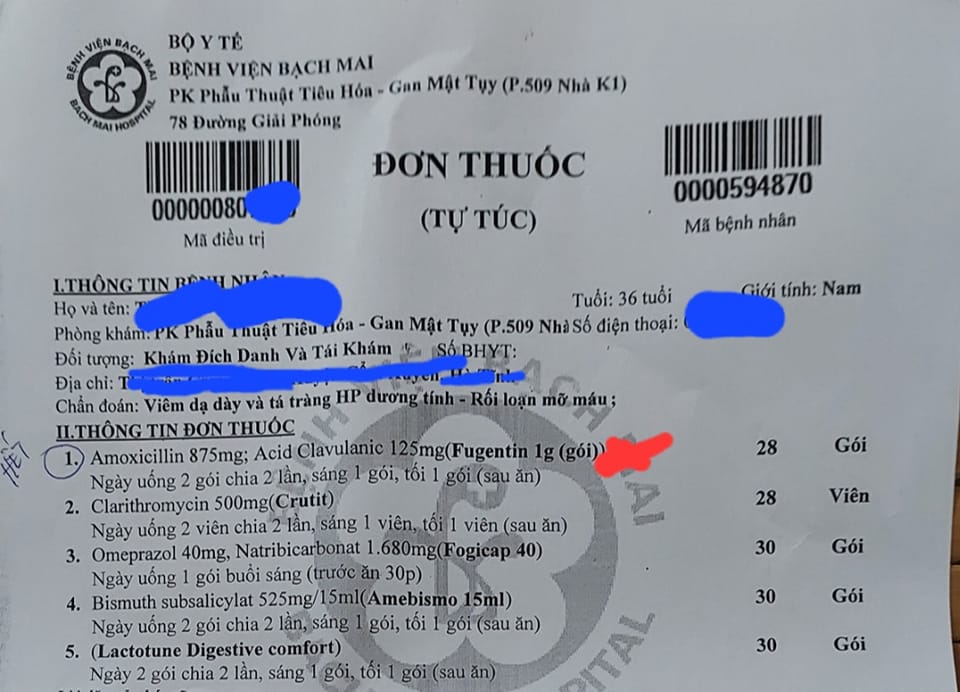 BỘ Y TẾ
BỆNH VIỆN BẠCH MAI
PK Phẫu Thuật Tiêu Hóa - Gan Mật Tụy (P.509 Nhà K1)
78 Đường Giải Phóng
BỆNH VIỆN BẠCH MAI
BACH MAI HOSPITAL
00000080
Mã điều trị
ĐƠN THUỐC
(TỰ TÚC)
0000594870
Mã bệnh nhân
I.THÔNG TIN BỆNH NHÂN
Họ và tên:
Tuổi: 36 tuổi
Giới tính: Nam
Phòng khám: PK Phẫu Thuật Tiêu Hóa - Gan Mật Tụy (P.509 Nhà Số điện thoại:
Đối tượng: Khám Đích Danh Và Tái Khám Số BHYT:
Địa chỉ:
Chẩn đoán: Viêm dạ dày và tá tràng HP dương tính - Rối loạn mỡ máu ;
II.THÔNG TIN ĐƠN THUỐC
HẾT
1. Amoxicillin 875mg; Acid Clavulanic 125mg(Fugentin 1g (gói)) 28 Gói
Ngày uống 2 gói chia 2 lần, sáng 1 gói, tối 1 gói (sau ăn)
2. Clarithromycin 500mg(Crutit) 28 Viên
Ngày uống 2 viên chia 2 lần, sáng 1 viên, tối 1 viên (sau ăn)
3. Omeprazol 40mg, Natribicarbonat 1.680mg(Fogicap 40) 30 Gói
Ngày uống 1 gói buổi sáng (trước ăn 30p)
4. Bismuth subsalicylat 525mg/15ml(Amebismo 15ml) 30 Gói
Ngày uống 2 gói chia 2 lần, sáng 1 gói, tối 1 gói (sau ăn)
5. (Lactotune Digestive comfort) 30 Gói
Ngày 2 gói chia 2 lần, sáng 1 gói, tối 1 gói (sau ăn)